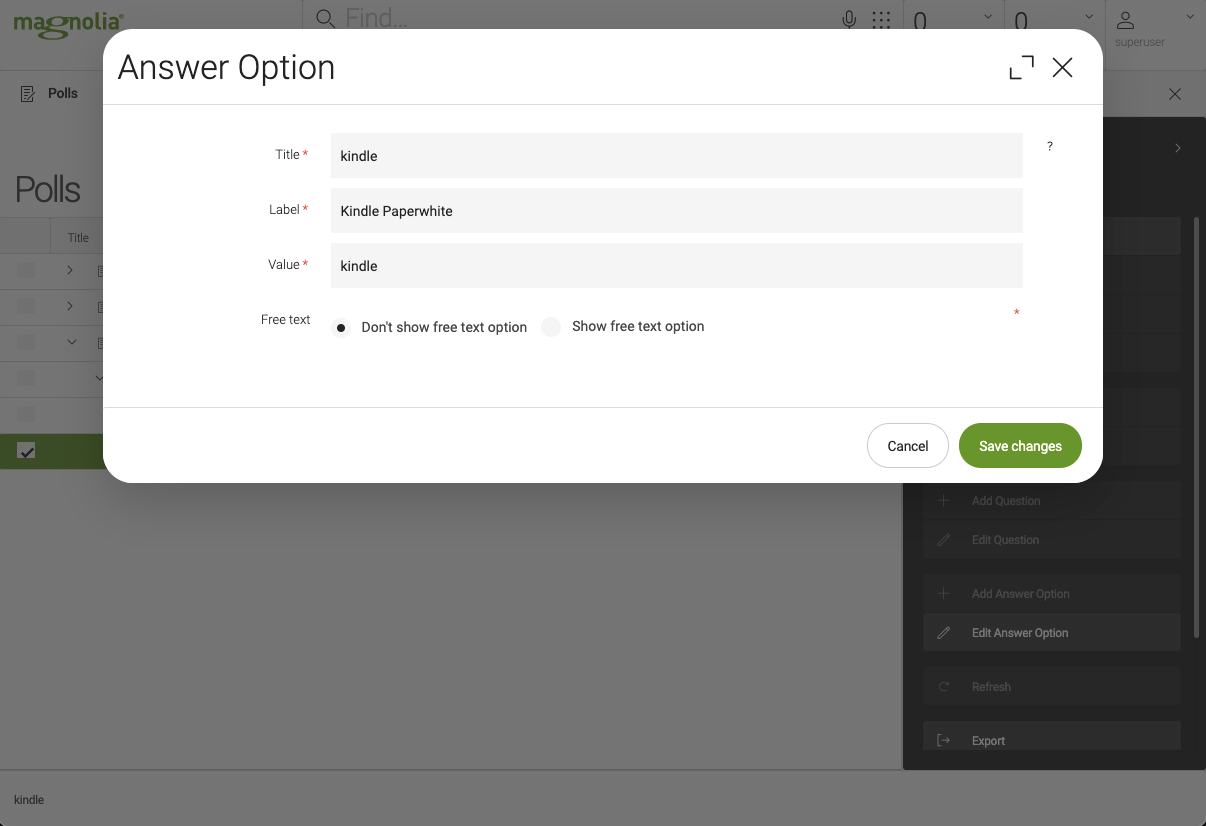 magnolia®
Find...
0
0
superuser
Polls
Polls
Title
Answer Option
Title *
kindle
?
Label *
Kindle Paperwhite
Value *
kindle
Free text
Don't show free text option
Show free text option
*
Cancel
Save changes
Add Question
Edit Question
Add Answer Option
Edit Answer Option
Refresh
Export
kindle